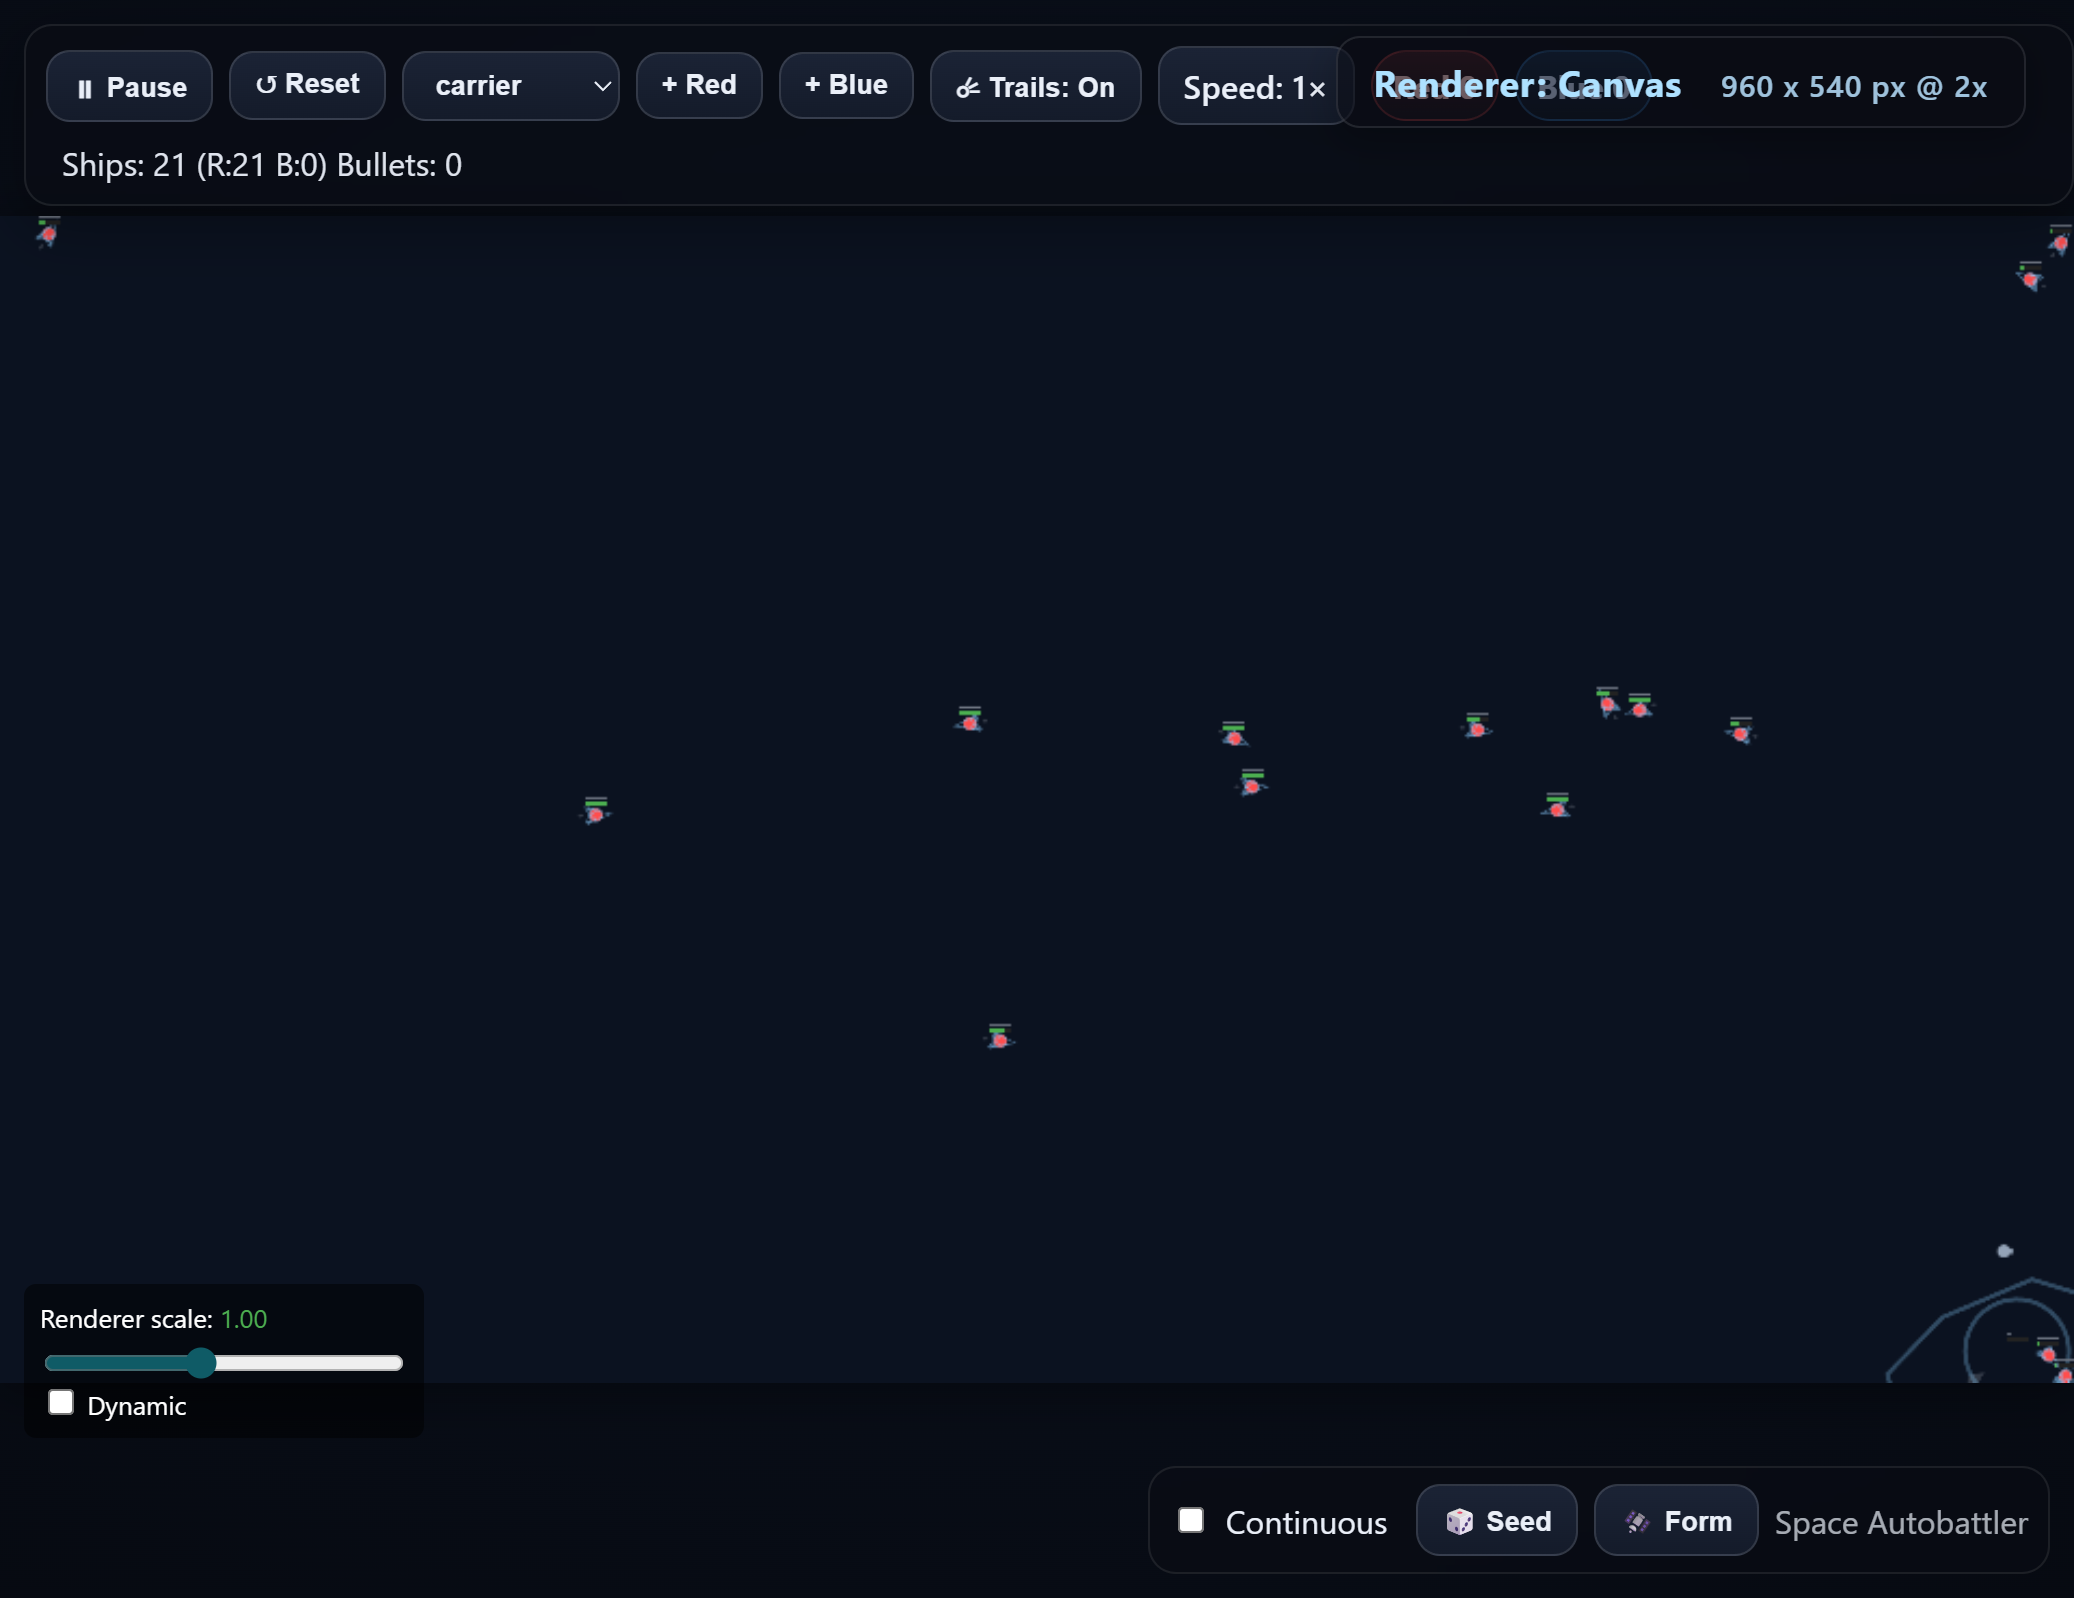 Pause
Reset
carrier
+ Red
+ Blue
Trails: On
Speed: 1×
Renderer: Canvas
960 x 540 px @ 2x
Ships: 21 (R:21 B:0) Bullets: 0
Renderer scale: 1.00
Dynamic
Continuous
Seed
Form
Space Autobattler